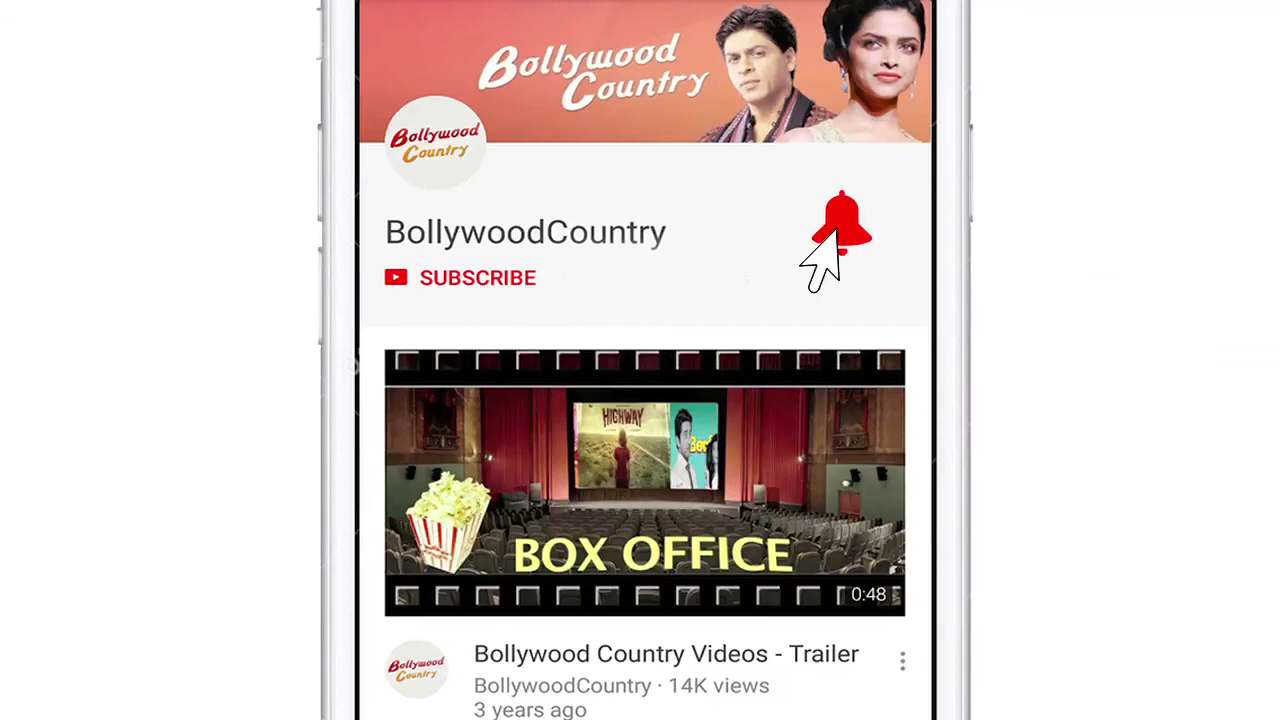 Bollywood
Country
Bollywood
Country
BollywoodCountry
SUBSCRIBE
HIGHWAY
BOX OFFICE
0:48
Bollywood
Country
Bollywood Country Videos - Trailer
BollywoodCountry · 14K views
3 years ago